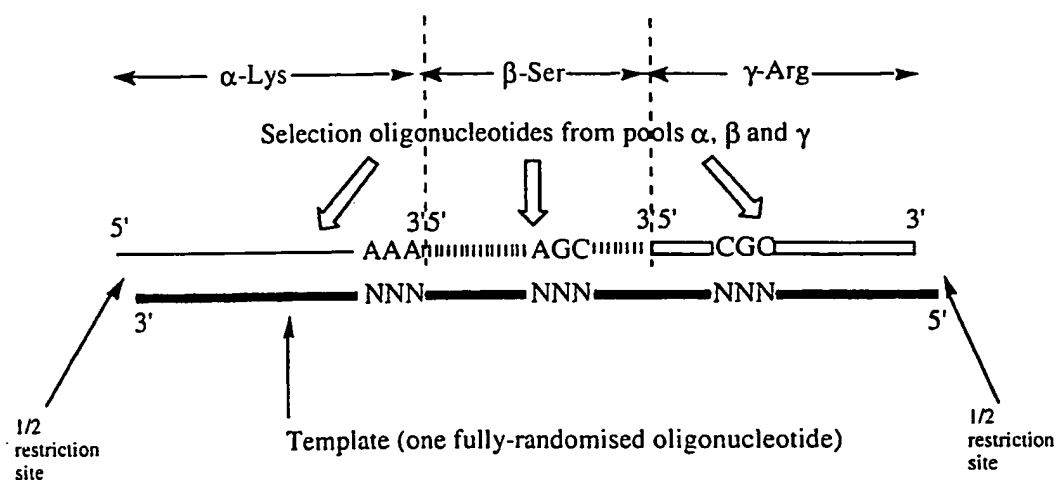 α-Lys β-Ser γ-Arg
Selection oligonucleotides from pools α, β and γ
5' 3' 5' 3' 5' 3'
AAA AGC CGC
NNN NNN NNN
3' 5'
1/2
restriction
site
Template (one fully-randomised oligonucleotide)
1/2
restriction
site